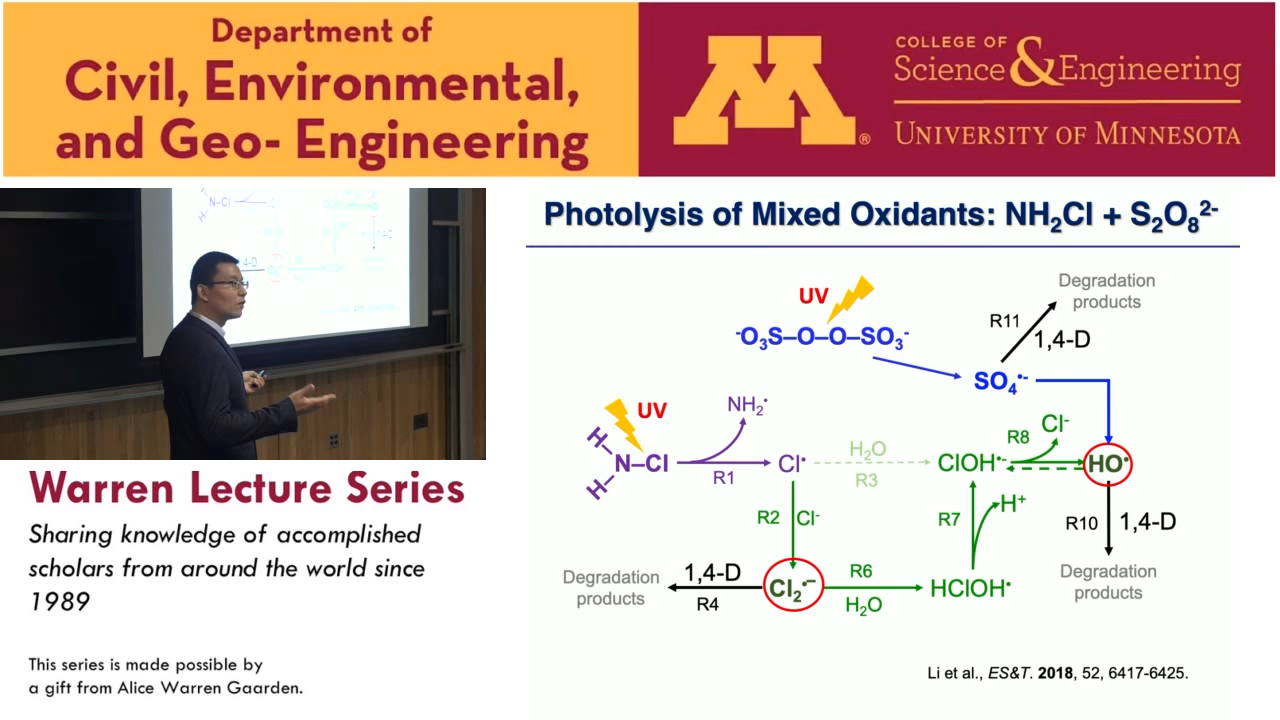 Department of
Civil, Environmental,
and Geo- Engineering
M®
COLLEGE OF
Science & Engineering
UNIVERSITY OF MINNESOTA
N–Cl
H
Warren Lecture Series
Sharing knowledge of accomplished
scholars from around the world since
1989
This series is made possible by
a gift from Alice Warren Gaarden.
Photolysis of Mixed Oxidants: NH₂Cl + S₂O₈²⁻
UV
⁻O₃S–O–O–SO₃⁻
Degradation
products
R11
1,4-D
SO₄•⁻
UV
H
N–Cl
H
NH₂•
R1
Cl•
H₂O
R3
ClOH•⁻
R8
Cl⁻
HO•
R2
Cl⁻
R7
H⁺
R10
1,4-D
Degradation
products
Degradation
products
1,4-D
R4
Cl₂•⁻
R6
H₂O
HClOH•
Li et al., ES&T. 2018, 52, 6417-6425.